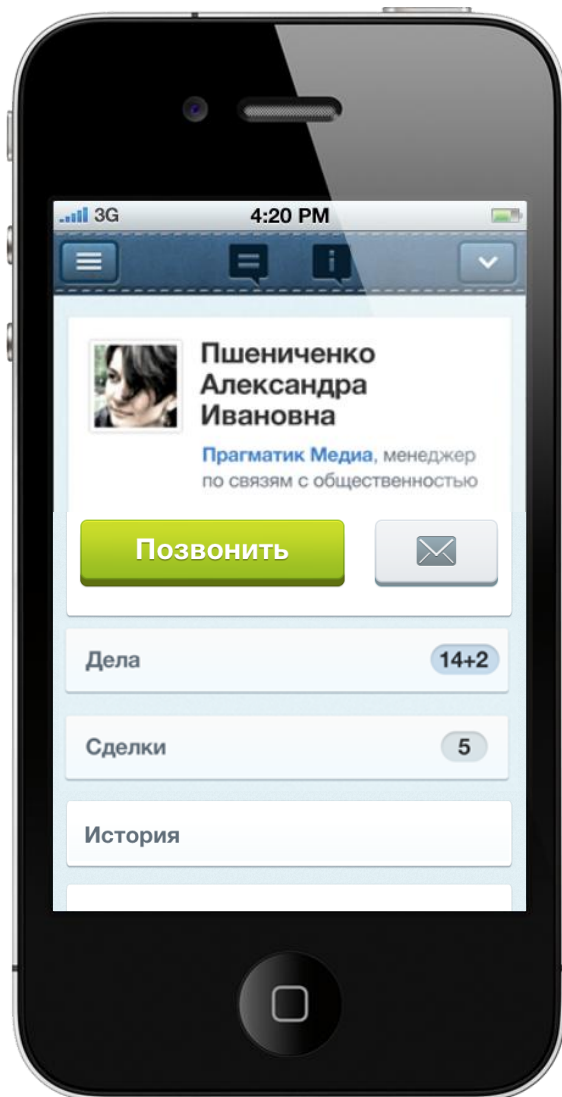 3G 4:20 PM
Пшениченко
Александра
Ивановна
Прагматик Медиа, менеджер
по связям с общественностью
Позвонить
Дела 14+2
Сделки 5
История